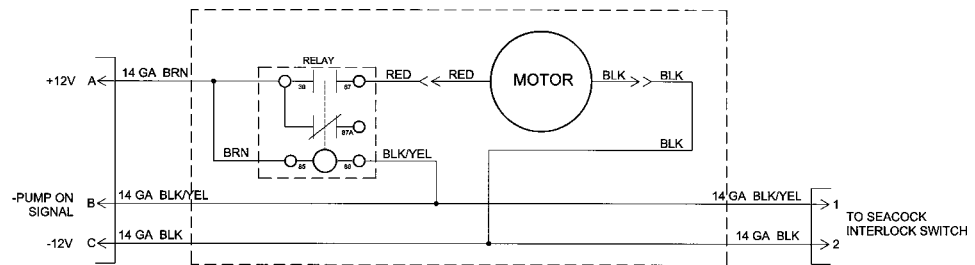 RELAY
+12V A 14 GA BRN 30 87 RED RED MOTOR BLK BLK
87A
BRN 85 86 BLK/YEL BLK
-PUMP ON
SIGNAL B 14 GA BLK/YEL 14 GA BLK/YEL 1
TO SEACOCK
INTERLOCK SWITCH
-12V C 14 GA BLK 14 GA BLK 2